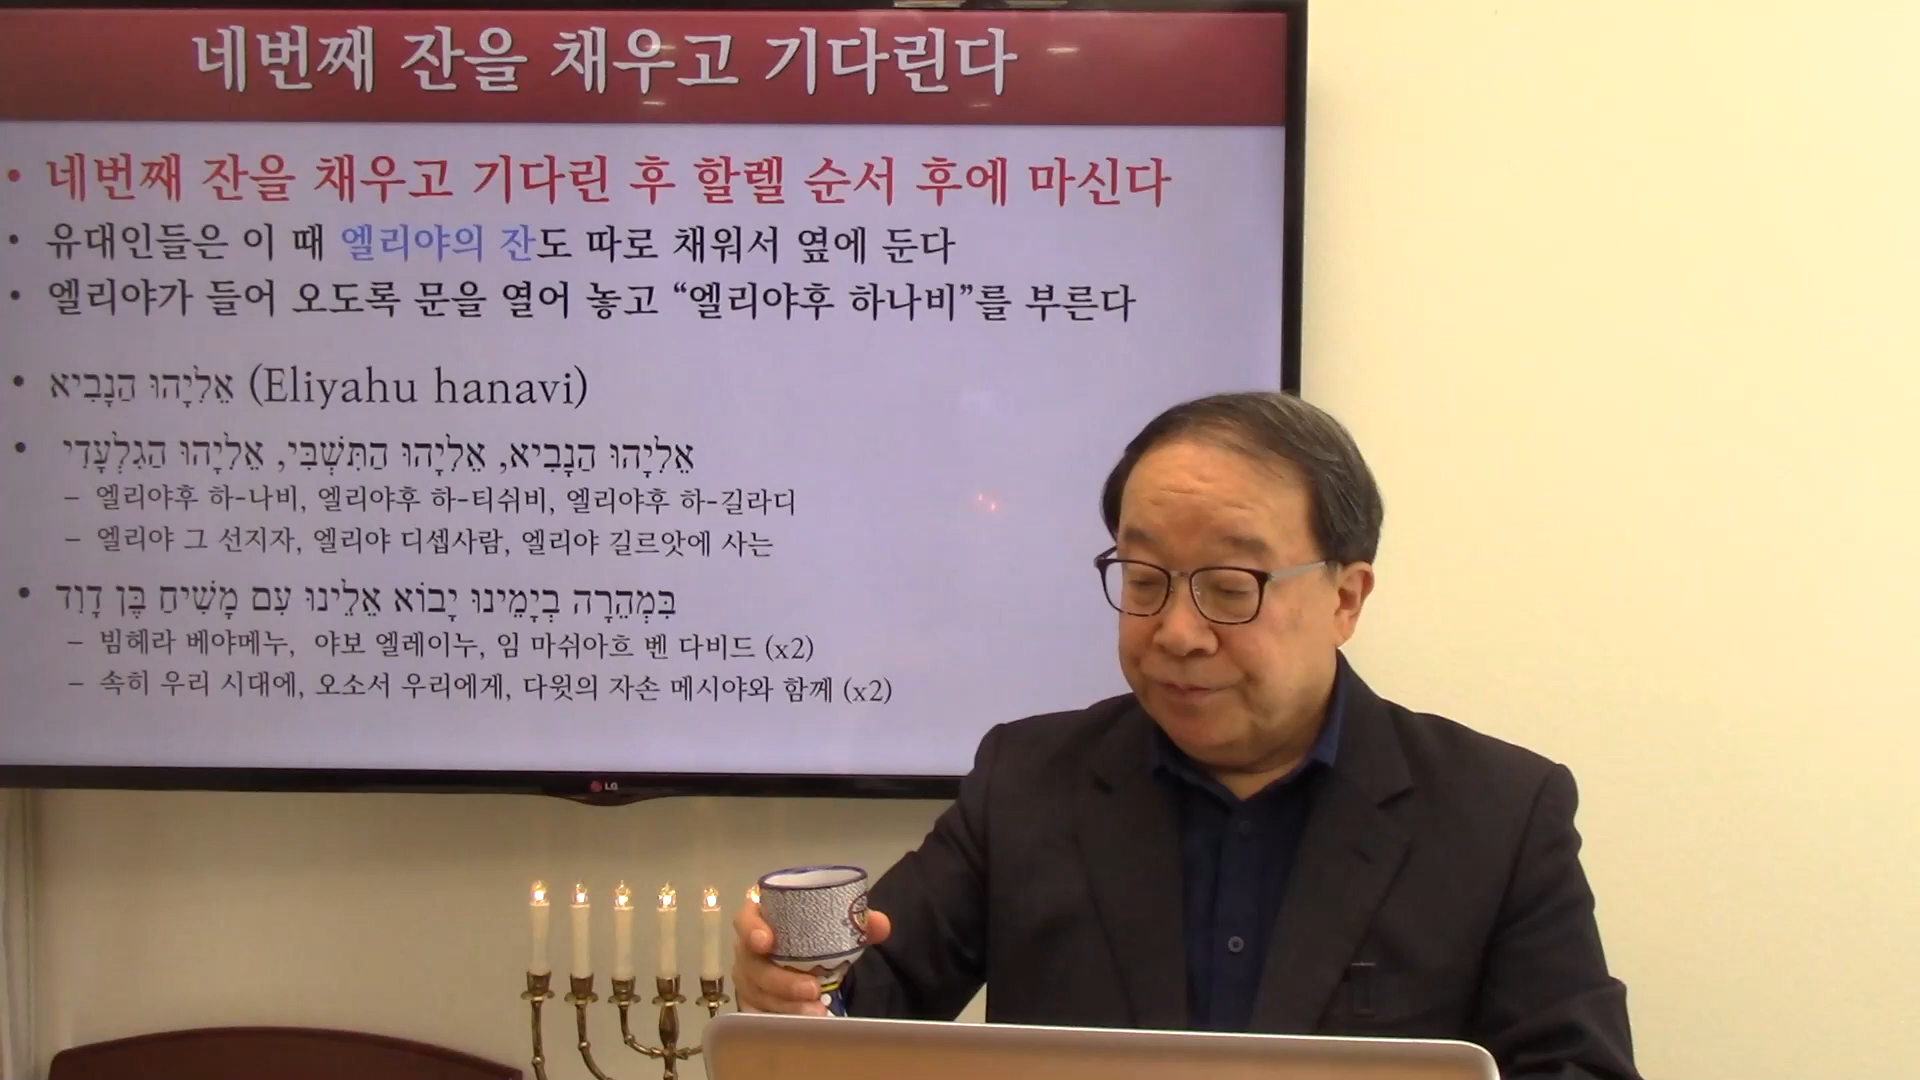 네번째 잔을 채우고 기다린다
• 네번째 잔을 채우고 기다린 후 할렐 순서 후에 마신다
• 유대인들은 이 때 엘리야의 잔도 따로 채워서 옆에 둔다
• 엘리야가 들어 오도록 문을 열어 놓고 “엘리야후 하나비”를 부른다
• אֵלִיָהוּ הַנָבִיא (Eliyahu hanavi)
• אֵלִיָהוּ הַנָבִיא, אֵלִיָהוּ הַתִּשְׁבִּי, אֵלִיָהוּ הַגִלְעָדִי
– 엘리야후 하-나비, 엘리야후 하-티쉬비, 엘리야후 하-길라디
– 엘리야 그 선지자, 엘리야 디셉사람, 엘리야 길르앗에 사는
• בִּמְהֵרָה בְיָמֵינוּ יָבוֹא אֵלֵינוּ עִם מָשִׁיחַ בֶּן דָוִד
– 빔헤라 베야메누, 야보 엘레이누, 임 마쉬아흐 벤 다비드 (x2)
– 속히 우리 시대에, 오소서 우리에게, 다윗의 자손 메시야와 함께 (x2)
LG